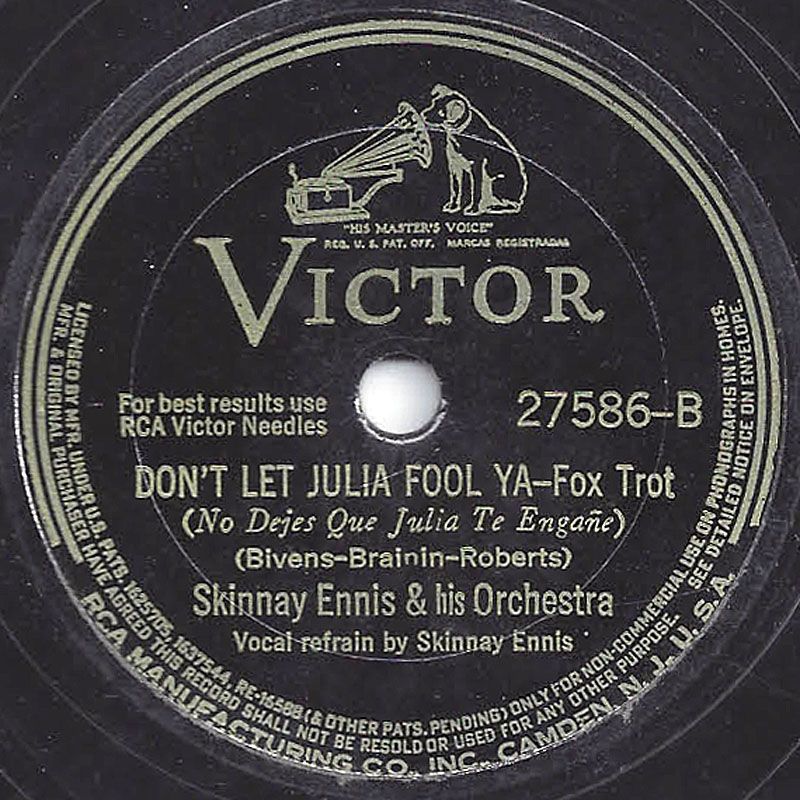 "HIS MASTER'S VOICE"
REG. U. S. PAT. OFF. MARCAS REGISTRADAS
VICTOR
For best results use
RCA Victor Needles
27586-B
DON'T LET JULIA FOOL YA-Fox Trot
(No Dejes Que Julia Te Engañe)
(Bivens-Brainin-Roberts)
Skinnay Ennis & his Orchestra
Vocal refrain by Skinnay Ennis
LICENSED BY MFR. UNDER U.S. PATS. 1625705, 1637544, RE-16588 (& OTHER PATS. PENDING) ONLY FOR NON-COMMERCIAL USE ON PHONOGRAPHS IN HOMES.
MFR. & ORIGINAL PURCHASER HAVE AGREED THIS RECORD SHALL NOT BE RESOLD OR USED FOR ANY OTHER PURPOSE. SEE DETAILED NOTICE ON ENVELOPE.
RCA MANUFACTURING CO. INC., CAMDEN, N. J., U. S. A.